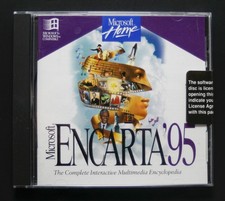 Microsoft
Home
The software
disc is licen
opening this
indicate you
License Agr
with this pa
Microsoft
ENCARTA'95
The Complete Interactive Multimedia Encyclopedia